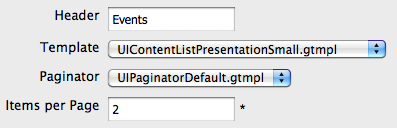 Header Events
Template UIContentListPresentationSmall.gtmpl
Paginator UIPaginatorDefault.gtmpl
Items per Page 2 *